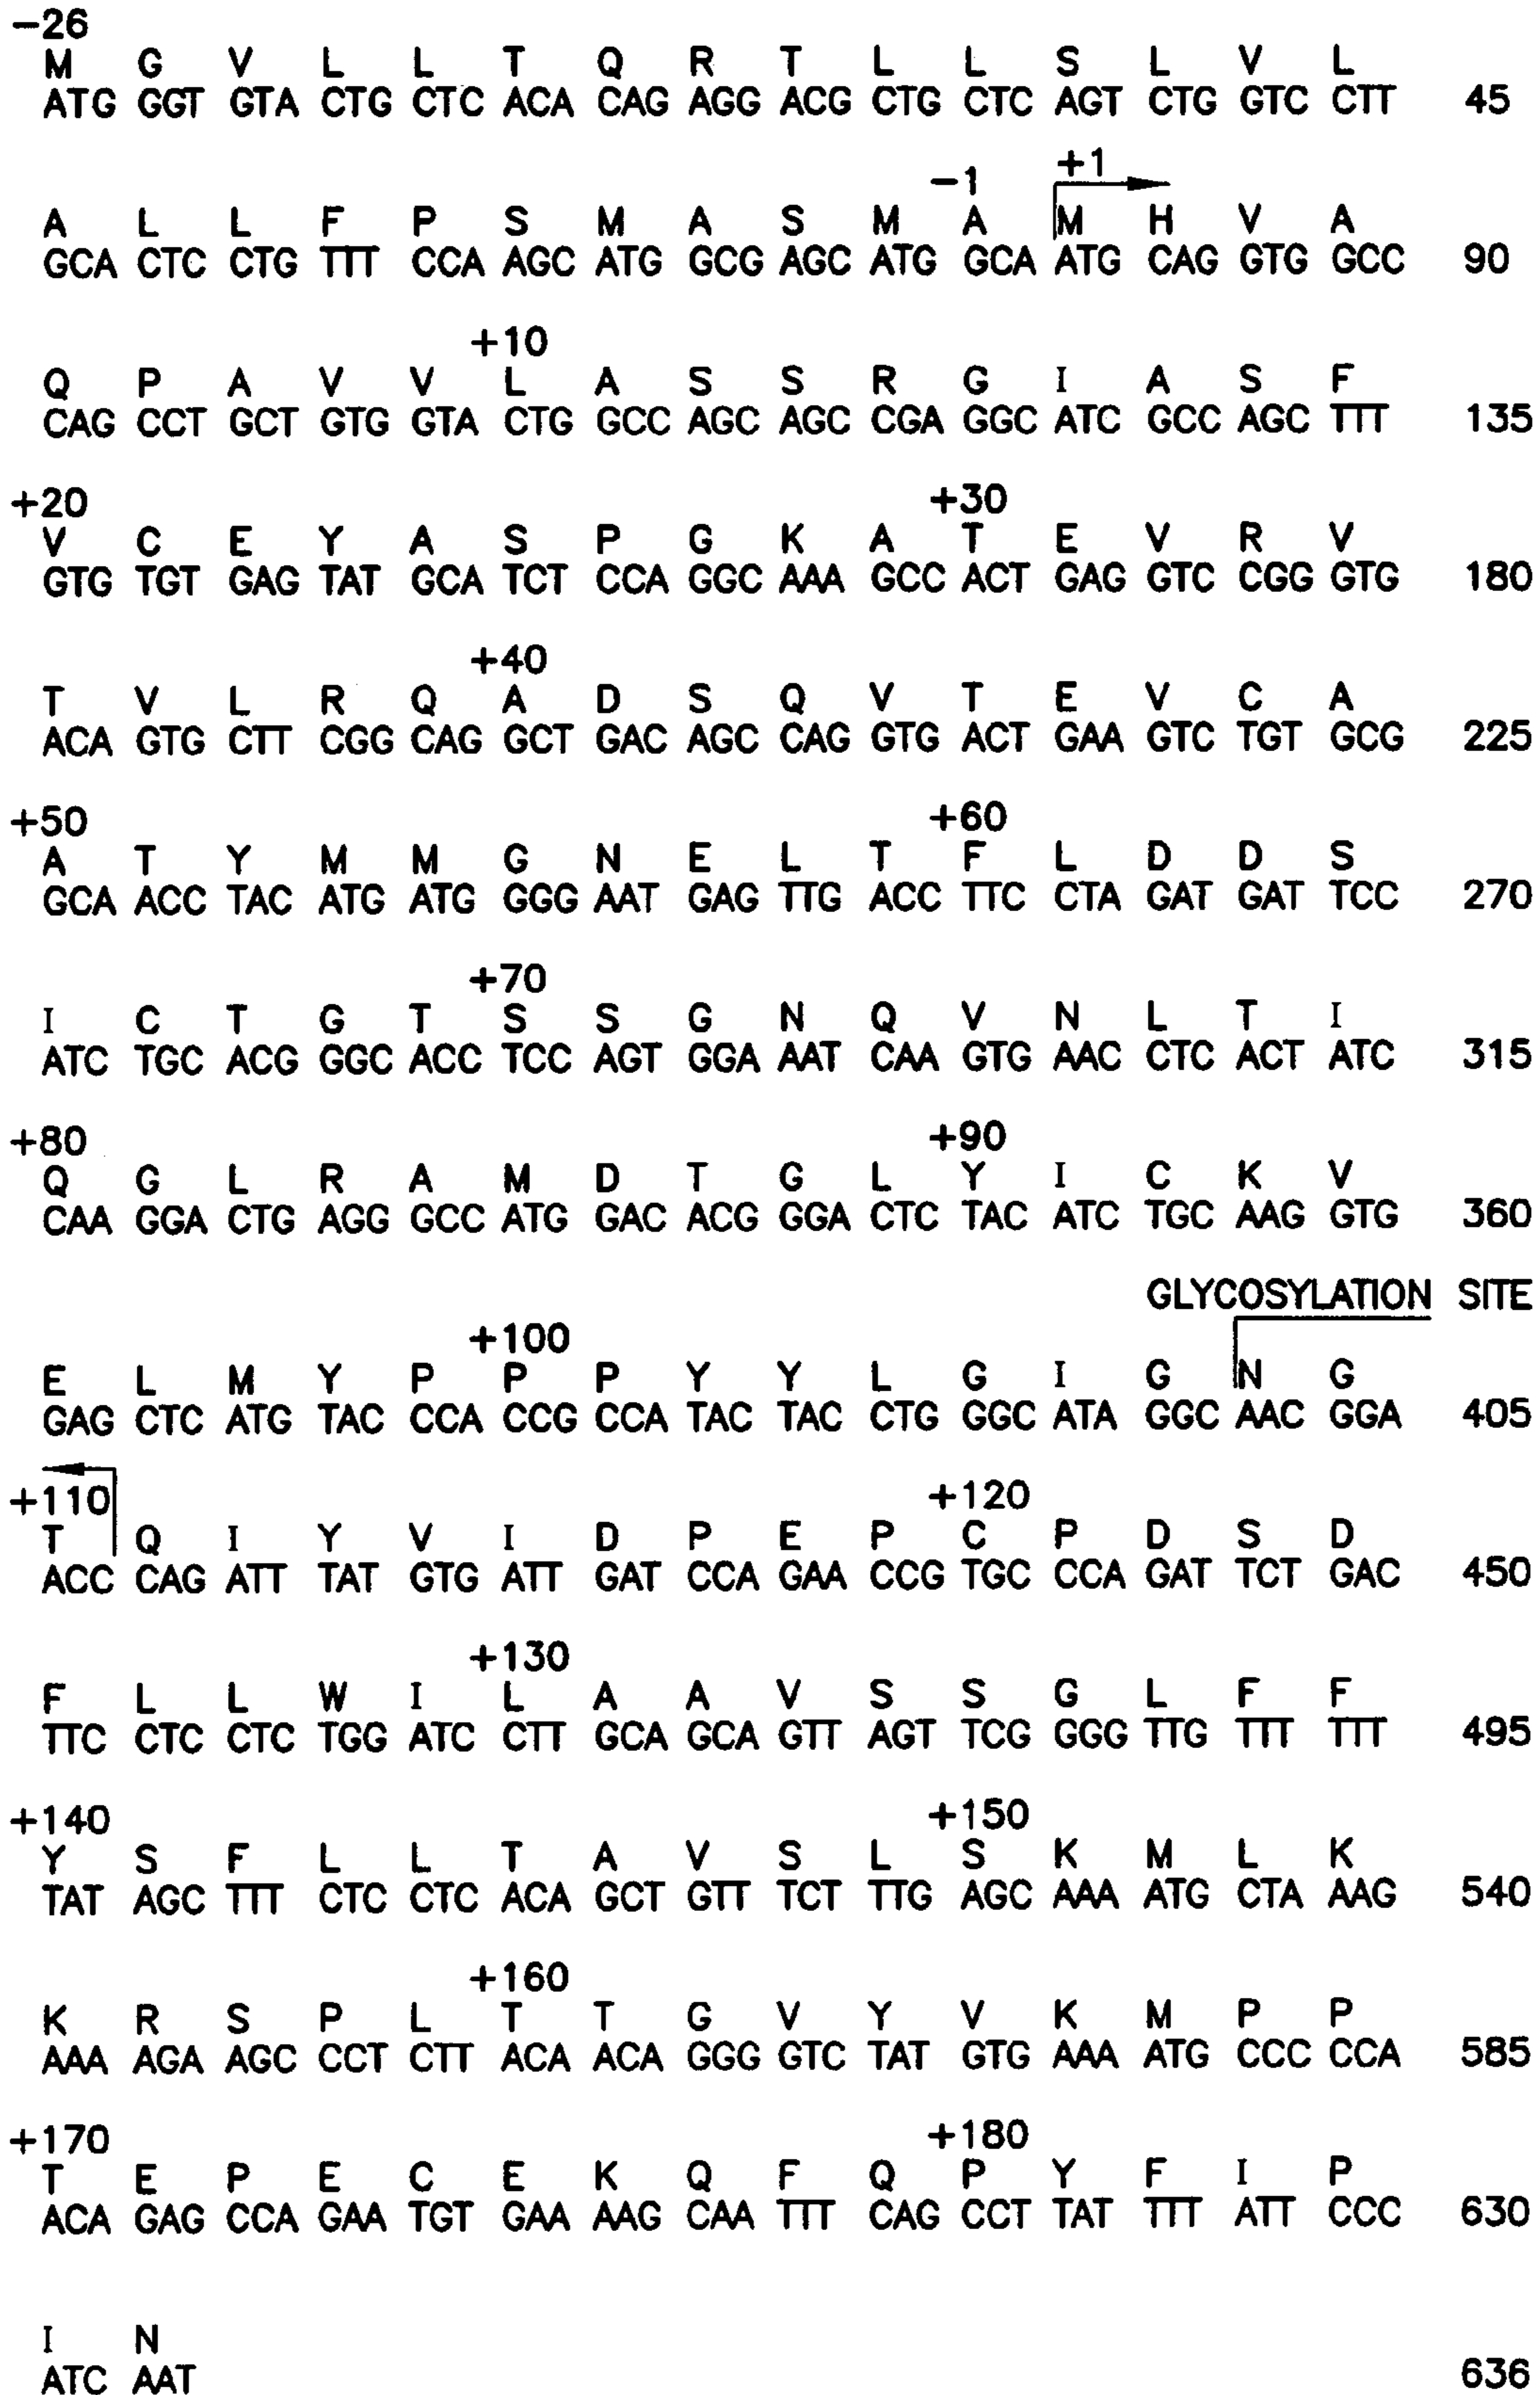 -26
M G V L L T Q R T L L S L V L
ATG GGT GTA CTG CTC ACA CAG AGG ACG CTG CTC AGT CTG GTC CTT 45
-1 +1
A L L F P S M A S M A M H V A
GCA CTC CTG TTT CCA AGC ATG GCG AGC ATG GCA ATG CAG GTG GCC 90
+10
Q P A V V L A S S R G I A S F
CAG CCT GCT GTG GTA CTG GCC AGC AGC CGA GGC ATC GCC AGC TTT 135
+20 +30
V C E Y A S P G K A T E V R V
GTG TGT GAG TAT GCA TCT CCA GGC AAA GCC ACT GAG GTC CGG GTG 180
+40
T V L R Q A D S Q V T E V C A
ACA GTG CTT CGG CAG GCT GAC AGC CAG GTG ACT GAA GTC TGT GCG 225
+50 +60
A T Y M M G N E L T F L D D S
GCA ACC TAC ATG ATG GGG AAT GAG TTG ACC TTC CTA GAT GAT TCC 270
+70
I C T G T S S G N Q V N L T I
ATC TGC ACG GGC ACC TCC AGT GGA AAT CAA GTG AAC CTC ACT ATC 315
+80 +90
Q G L R A M D T G L Y I C K V
CAA GGA CTG AGG GCC ATG GAC ACG GGA CTC TAC ATC TGC AAG GTG 360
GLYCOSYLATION SITE
+100
E L M Y P P P Y Y L G I G N G
GAG CTC ATG TAC CCA CCG CCA TAC TAC CTG GGC ATA GGC AAC GGA 405
+110 +120
T Q I Y V I D P E P C P D S D
ACC CAG ATT TAT GTG ATT GAT CCA GAA CCG TGC CCA GAT TCT GAC 450
+130
F L L W I L A A V S S G L F F
TTC CTC CTC TGG ATC CTT GCA GCA GTT AGT TCG GGG TTG TTT TTT 495
+140 +150
Y S F L L T A V S L S K M L K
TAT AGC TTT CTC CTC ACA GCT GTT TCT TTG AGC AAA ATG CTA AAG 540
+160
K R S P L T T G V Y V K M P P
AAA AGA AGC CCT CTT ACA ACA GGG GTC TAT GTG AAA ATG CCC CCA 585
+170 +180
T E P E C E K Q F Q P Y F I P
ACA GAG CCA GAA TGT GAA AAG CAA TTT CAG CCT TAT TTT ATT CCC 630
I N
ATC AAT 636